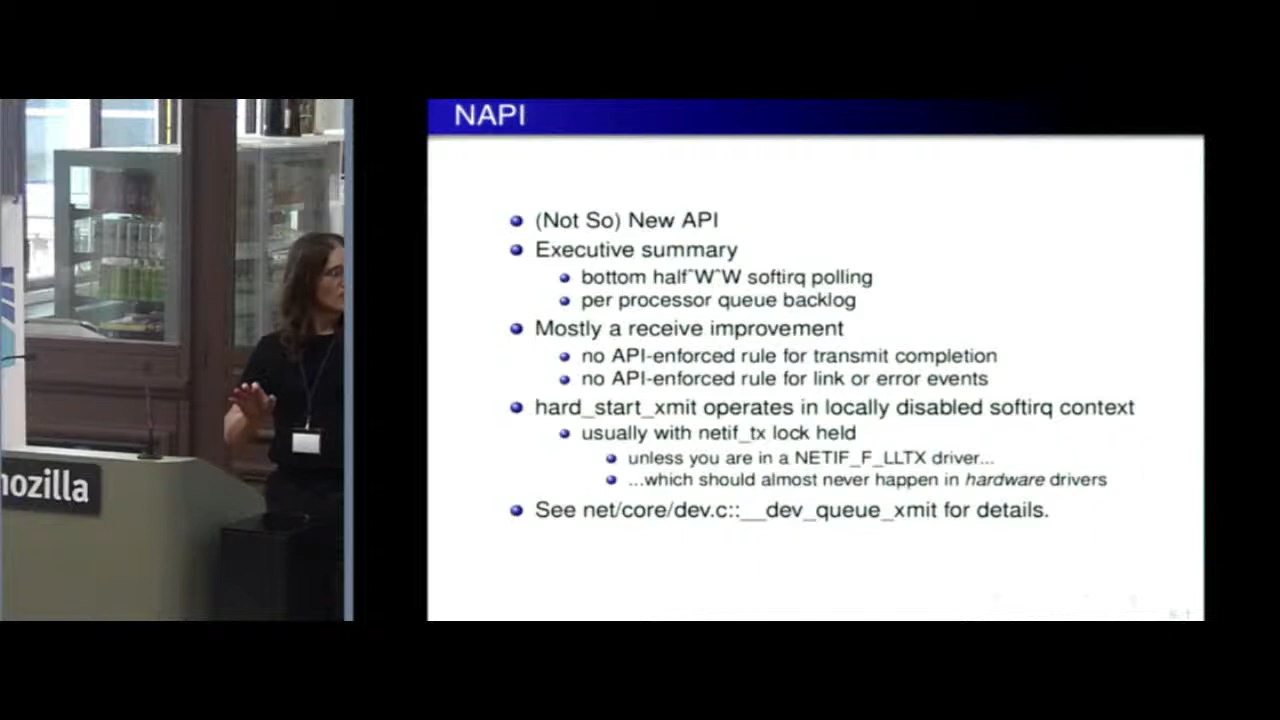 NAPI
(Not So) New API
Executive summary
bottom half^W^W softirq polling
per processor queue backlog
Mostly a receive improvement
no API-enforced rule for transmit completion
no API-enforced rule for link or error events
hard_start_xmit operates in locally disabled softirq context
usually with netif_tx lock held
unless you are in a NETIF_F_LLTX driver...
...which should almost never happen in hardware drivers
See net/core/dev.c::__dev_queue_xmit for details.
mozilla